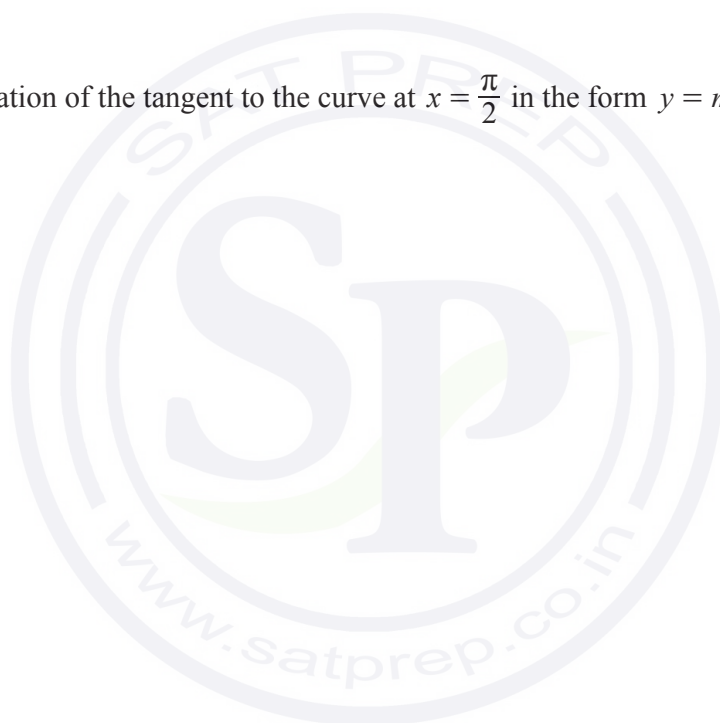 ation of the tangent to the curve at x = π/2 in the form y = 
SAT PREP
SP
www.satprep.co.in